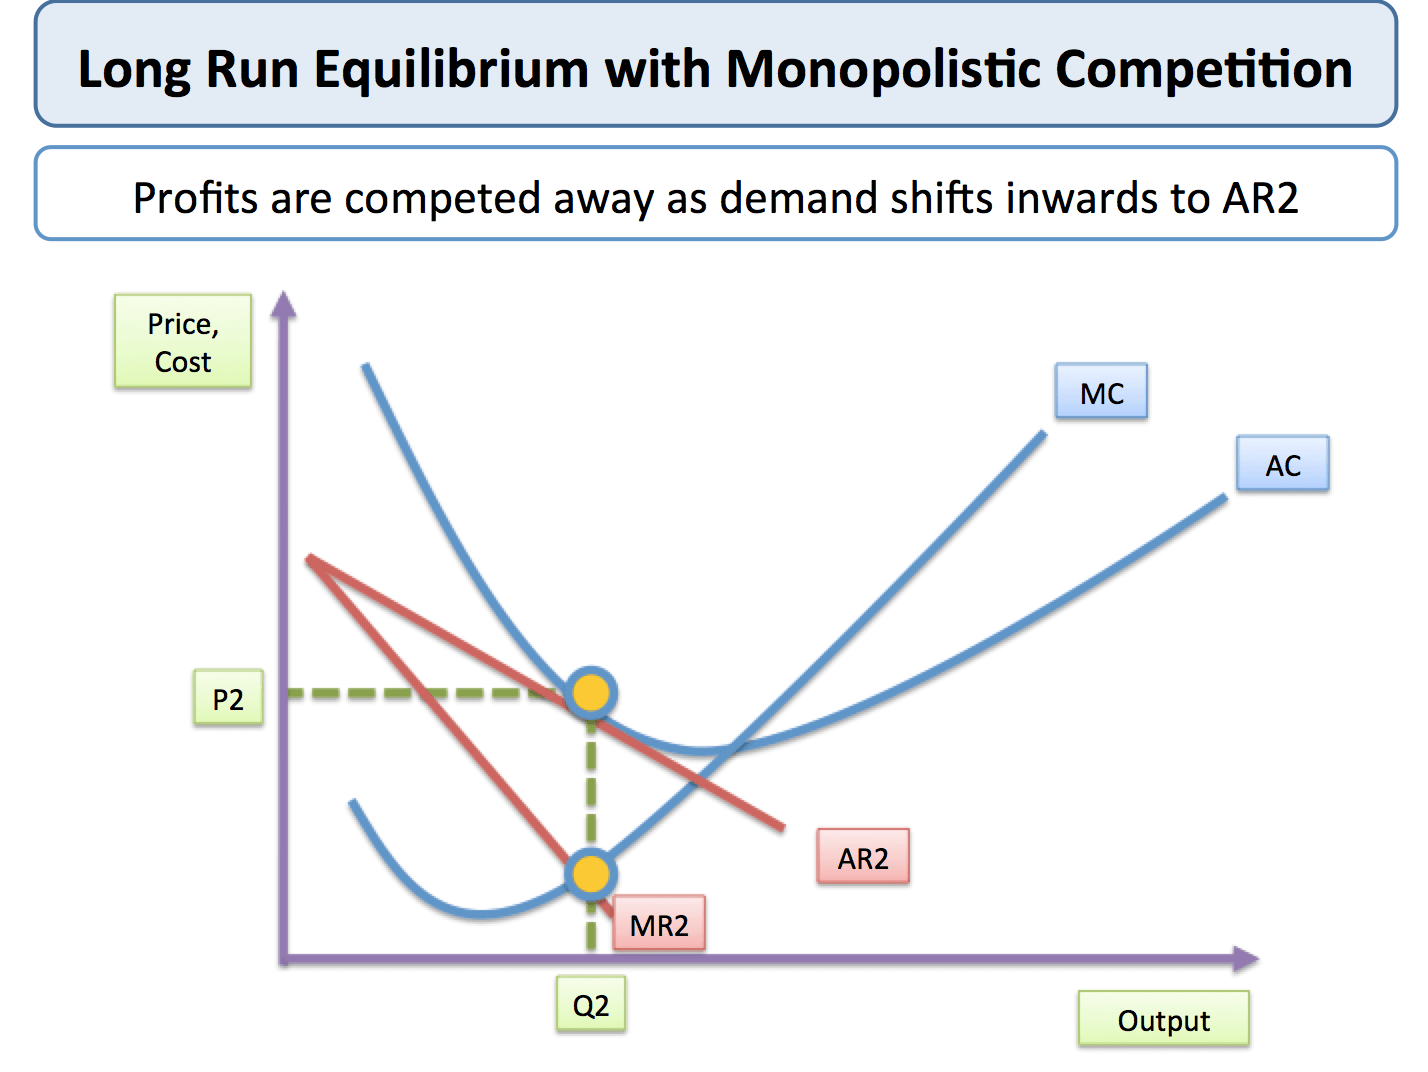 Long Run Equilibrium with Monopolistic Competition
Profits are competed away as demand shifts inwards to AR2
Price,
Cost
MC
AC
P2
AR2
MR2
Q2
Output